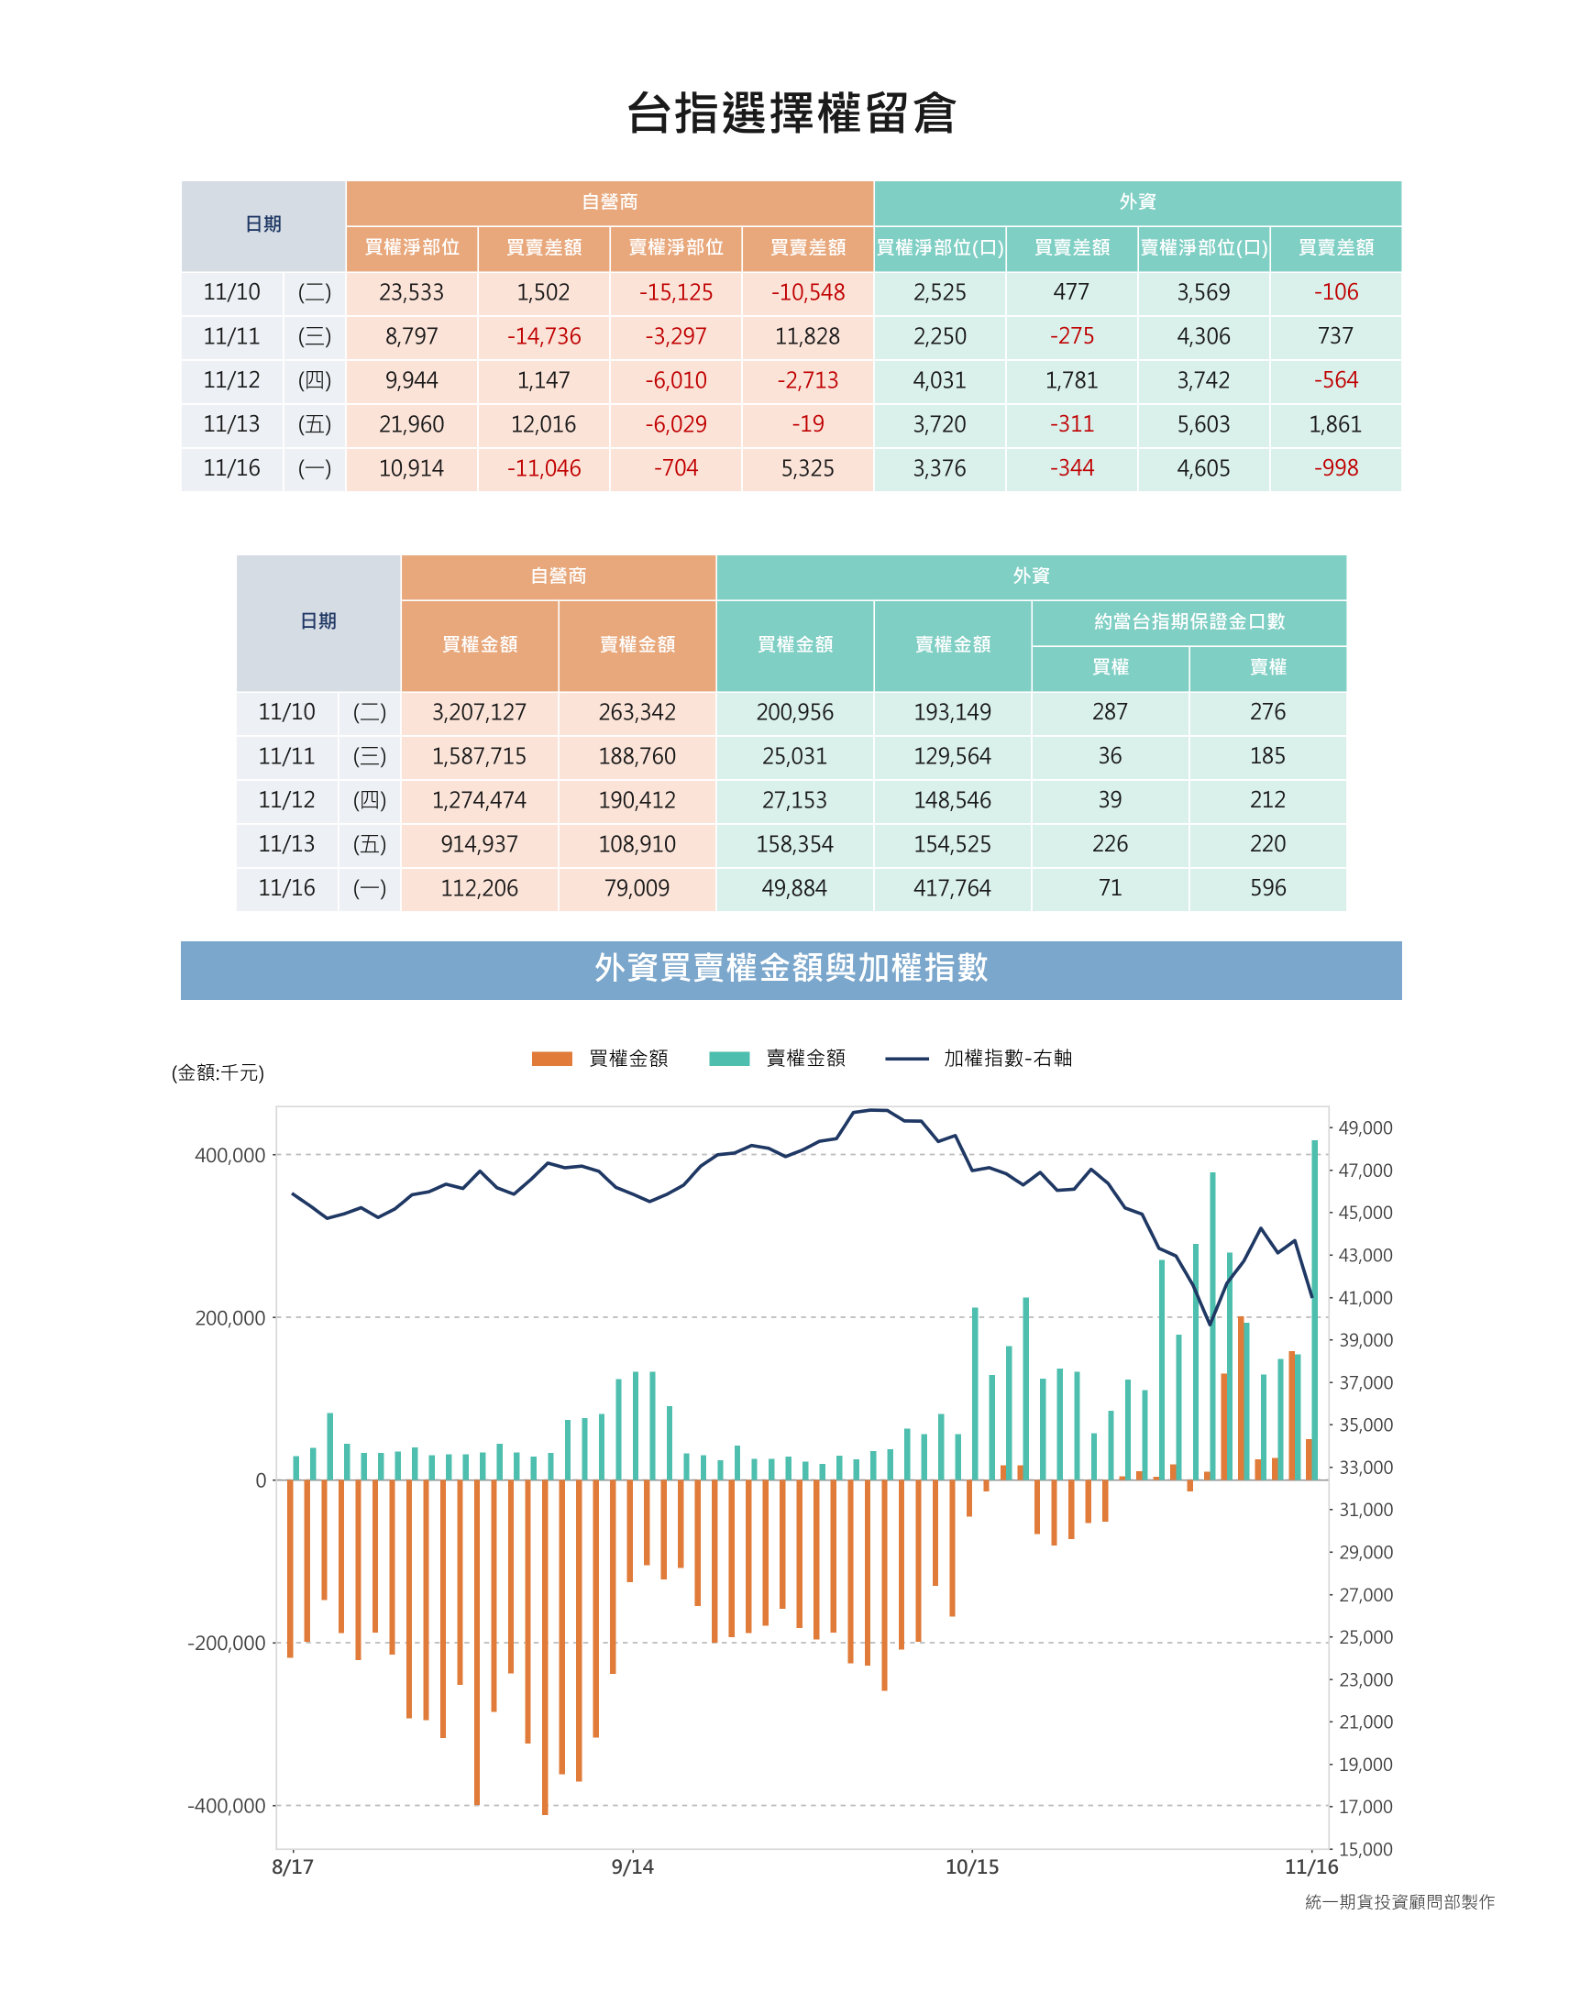 台指選擇權留倉
日期 自營商 外資
買權淨部位 買賣差額 賣權淨部位 買賣差額 買權淨部位(口) 買賣差額 賣權淨部位(口) 買賣差額
11/10 (二) 23,533 1,502 -15,125 -10,548 2,525 477 3,569 -106
11/11 (三) 8,797 -14,736 -3,297 11,828 2,250 -275 4,306 737
11/12 (四) 9,944 1,147 -6,010 -2,713 4,031 1,781 3,742 -564
11/13 (五) 21,960 12,016 -6,029 -19 3,720 -311 5,603 1,861
11/16 (一) 10,914 -11,046 -704 5,325 3,376 -344 4,605 -998
日期 自營商 外資
買權金額 賣權金額 買權金額 賣權金額 約當台指期保證金口數
買權 賣權
11/10 (二) 3,207,127 263,342 200,956 193,149 287 276
11/11 (三) 1,587,715 188,760 25,031 129,564 36 185
11/12 (四) 1,274,474 190,412 27,153 148,546 39 212
11/13 (五) 914,937 108,910 158,354 154,525 226 220
11/16 (一) 112,206 79,009 49,884 417,764 71 596
外資買賣權金額與加權指數
買權金額 賣權金額 加權指數-右軸
(金額:千元)
400,000
200,000
0
-200,000
-400,000
49,000
47,000
45,000
43,000
41,000
39,000
37,000
35,000
33,000
31,000
29,000
27,000
25,000
23,000
21,000
19,000
17,000
15,000
8/17 9/14 10/15 11/16
統一期貨投資顧問部製作